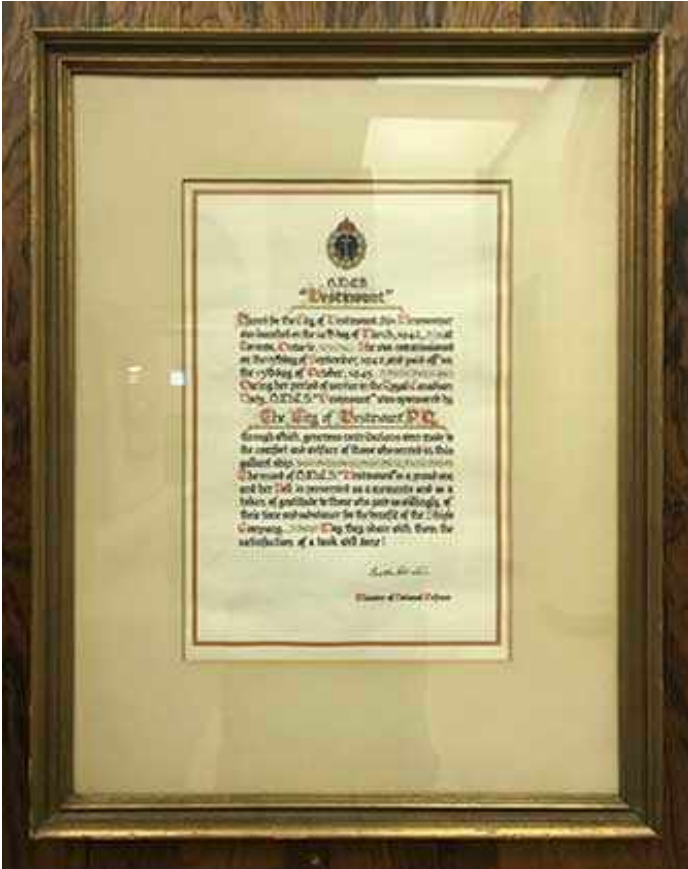 H.M.C.S.
"Westmount"
by the City of Westmount, this
was launched on the 14th day of March, 1942, at
Ontario. She was commissioned
on the 15th day of September, 1942, and paid off on
the 13th day of October, 1945.
During her period of service in the Royal Canadian
Navy, H.M.C.S. "Westmount" was sponsored by
The City of Westmount P.Q.
through which, generous contributions were made to
the comfort and welfare of those who served in this
gallant ship.
The record of H.M.C.S. "Westmount" is a proud one
and her Bell is presented as a memento and as a
token of gratitude to those who gave so willingly, of
their time and substance for the benefit of the Ship's
Company. May they share with them the
satisfaction of a task well done!
Minister of National Defence